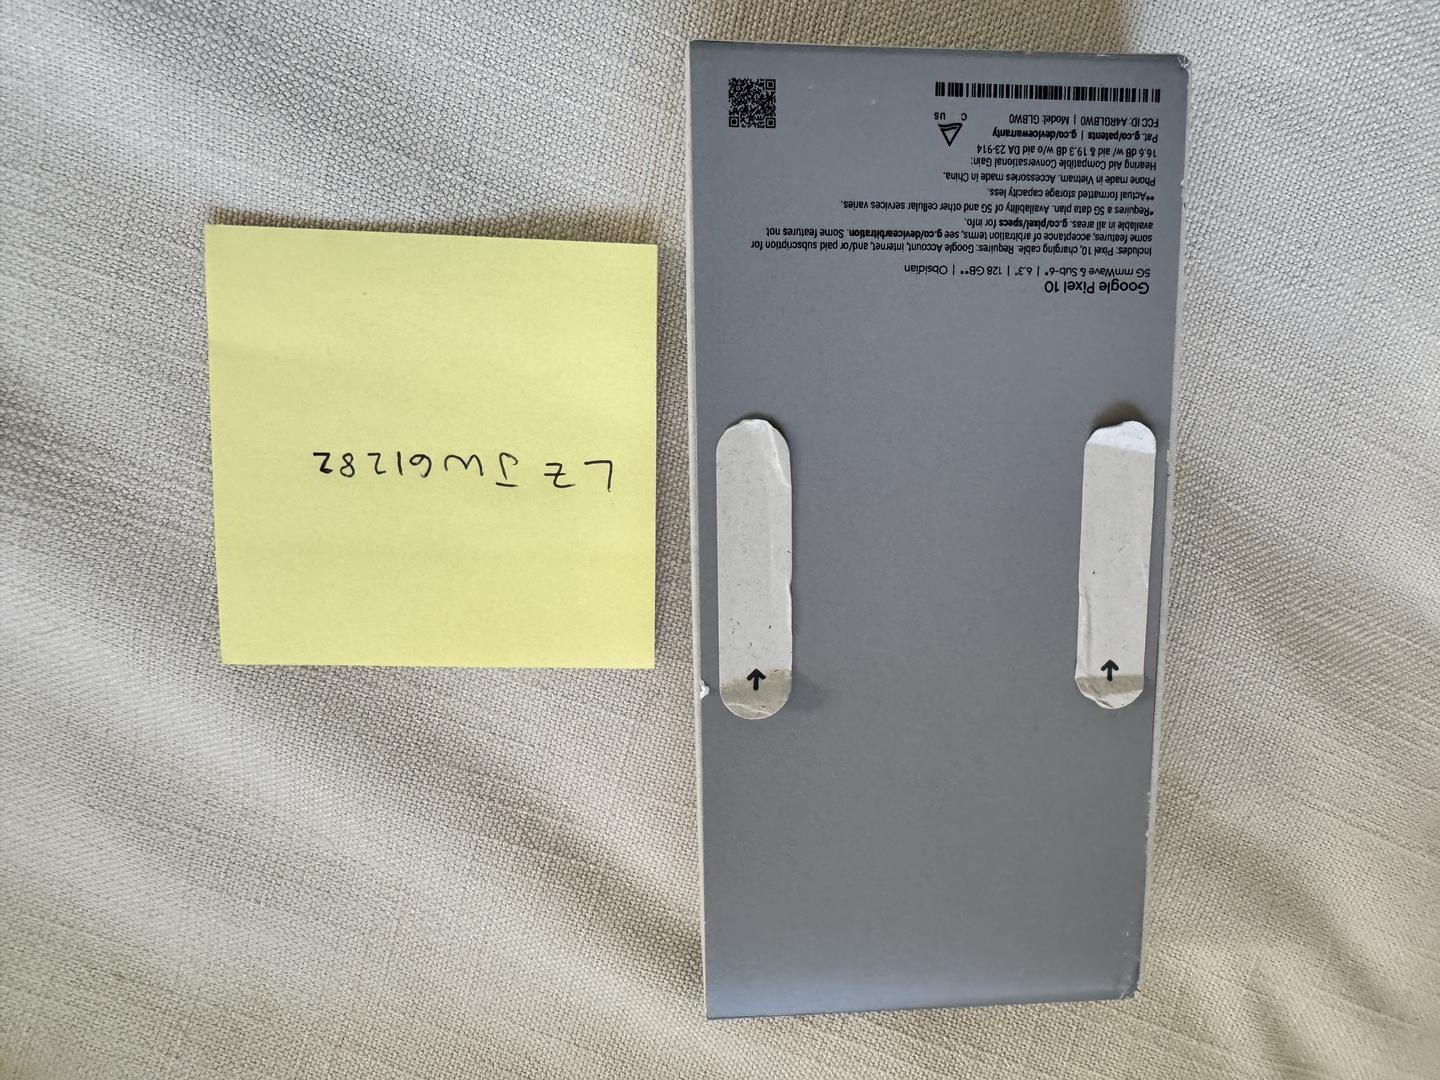 LZ JW61282
Google Pixel 10
5G mmWave & Sub-6* | 6.3" | 128 GB** | Obsidian
Includes: Pixel 10, charging cable. Requires: Google Account, internet, and/or paid subscription for
some features; acceptance of arbitration terms, see g.co/devicearbitration. Some features not
available in all areas. g.co/pixel/specs for info.
*Requires a 5G data plan. Availability of 5G and other cellular services varies.
**Actual formatted storage capacity less.
Phone made in Vietnam. Accessories made in China.
Hearing Aid Compatible Conversational Gain:
16.6 dB w/ aid & 19.3 dB w/o aid DA 23-914
Pat. g.co/patents | g.co/devicewarranty
FCC ID: A4RGLBW0 | Model: GLBW0
C US